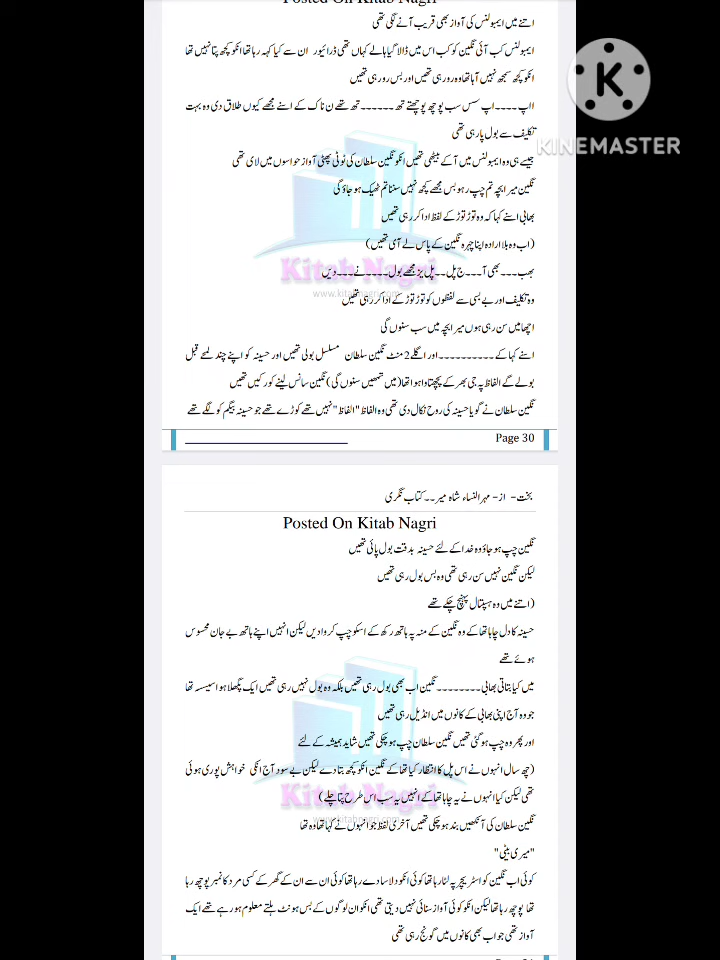 Posted On Kitab Nagri
اتنے میں ایمبولنس کی آواز بھی قریب آنے لگی تھی
ایمبولنس کب آئی نگین کو کب اس میں ڈالا گیا ہالے کہاں تھی ڈرائیور ان سے کیا کہہ رہا تھا انکو کچھ پتا نہیں تھا
انکو کچھ سمجھ نہیں آ رہا تھا وہ رو رہی تھیں اور بس رو رہی تھیں
ااپ ---- اپ سس سب پوچھ پوچھتے تھ ------ تھ تھے ن ناک کے اسنے مجھے کیوں طلاق دی وہ بہت
تکلیف سے بول پا رہی تھی
جیسے ہی وہ ایمبولنس میں آ کے بیٹھی تھیں انکو نگین سلطان کی ٹوٹی پھٹی آواز حواسوں میں لائی تھی
نگین میرا بچہ تم چپ رہو بس مجھے کچھ نہیں سننا تم ٹھیک ہو جاؤ گی
بھابی اسنے کہا کہ وہ توڑ توڑ کے لفظ ادا کر رہی تھیں
(اب وہ بلا ارادہ اپنا چہرہ نگین کے پاس لے آئی تھیں)
بھب --- بھی آ --- ج پل -- پل یز مجھے بول ---- نے --- دیں
وہ تکلیف اور بے بسی سے لفظوں کو توڑ توڑ کے ادا کر رہی تھیں
اچھا میں سن رہی ہوں میرا بچہ میں سب سنوں گی
اسنے کہا کے ---------- اور اگلے 2 منٹ نگین سلطان مسلسل بولی تھیں اور حسینہ کو اپنے چند لمحے قبل
بولے گے الفاظ پہ جی بھر کے پچھتاوا ہوا تھا (میں تمھیں سنوں گی) نگین سانس لینے کو رکیں تھیں
نگین سلطان نے گویا حسینہ کی روح نکال دی تھی وہ الفاظ "الفاظ" نہیں تھے کوڑے تھے جو حسینہ بیگم کو لگے تھے
Page 30
بخت - از - مہرالنساء شاہ میر -- کتاب نگری
Posted On Kitab Nagri
نگین چپ ہو جاؤ وہ خدا کے لئے حسینہ بدقت بول پائی تھیں
لیکن نگین نہیں سن رہی تھی وہ بس بول رہی تھیں
(اتنے میں وہ ہسپتال پہنچ چکے تھے
حسینہ کا دل چاہا تھا کے وہ نگین کے منہ پہ ہاتھ رکھ کے اسکو چپ کروا دیں لیکن انہیں اپنے ہاتھ بے جان محسوس
ہوئے تھے
میں کیا بتاتی بھابی -------- نگین اب بھی بول رہی تھیں بلکہ وہ بول نہیں رہی تھیں ایک پگھلا ہوا سیسہ تھا
جو وہ آج اپنی بھابی کے کانوں میں انڈیل رہی تھیں
اور پھر وہ چپ ہو گئی تھیں نگین سلطان چپ ہو چکی تھیں شاید ہمیشہ کے لئے
(چھ سال انہوں نے اس پل کا انتظار کیا تھا کے نگین انکو کچھ بتا دے لیکن بے سود آج انکی خواہش پوری ہوئی
تھی لیکن کیا انہوں نے یہ چاہا تھا کے انہیں یہ سب اس طرح پتا چلے)
نگین سلطان کی آنکھیں بند ہو چکی تھیں آخری لفظ جو انہوں نے کہا تھا وہ تھا
"میری بیٹی"
کوئی اب نگین کو اسٹریچر پہ لٹا رہا تھا کوئی انکو دلاسا دے رہا تھا کوئی ان سے ان کے گھر کے کسی مرد کا نمبر پوچھ رہا
تھا پوچھ رہا تھا لیکن انکو کوئی آواز سنائی نہیں دیتی تھی انکو ان لوگوں کے بس ہونٹ ہلتے معلوم ہو رہے تھے ایک
آواز تھی جو اب بھی کانوں میں گونج رہی تھی
KINEMASTER
Kitab Nagri
www.kitabnagri.com
Kitab Nagri